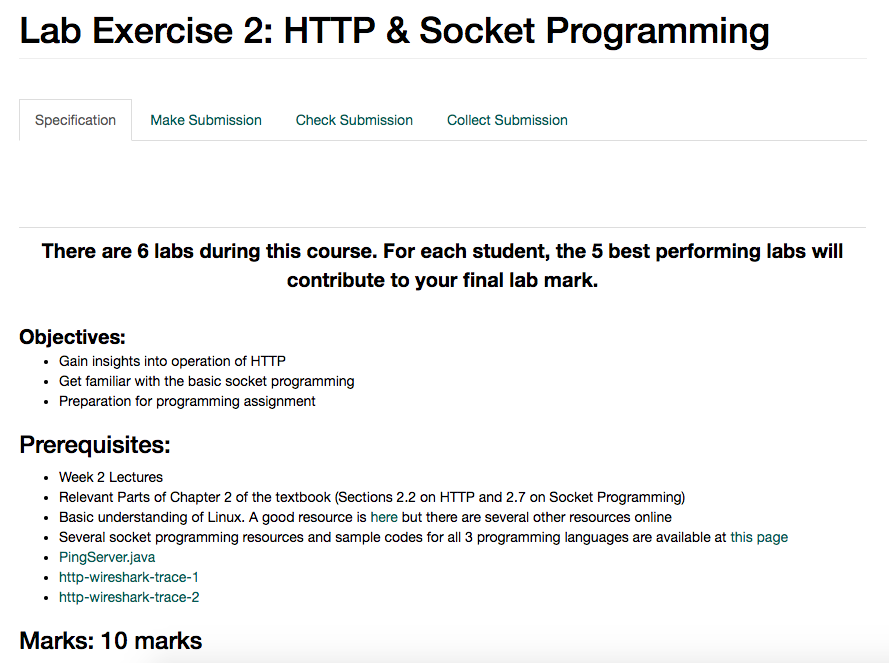 Lab Exercise 2: HTTP & Socket Programming
Specification
Make Submission
Check Submission
Collect Submission
There are 6 labs during this course. For each student, the 5 best performing labs will
contribute to your final lab mark.
Objectives:
• Gain insights into operation of HTTP
• Get familiar with the basic socket programming
• Preparation for programming assignment
Prerequisites:
• Week 2 Lectures
• Relevant Parts of Chapter 2 of the textbook (Sections 2.2 on HTTP and 2.7 on Socket Programming)
• Basic understanding of Linux. A good resource is here but there are several other resources online
• Several socket programming resources and sample codes for all 3 programming languages are available at this page
• PingServer.java
• http-wireshark-trace-1
• http-wireshark-trace-2
Marks: 10 marks